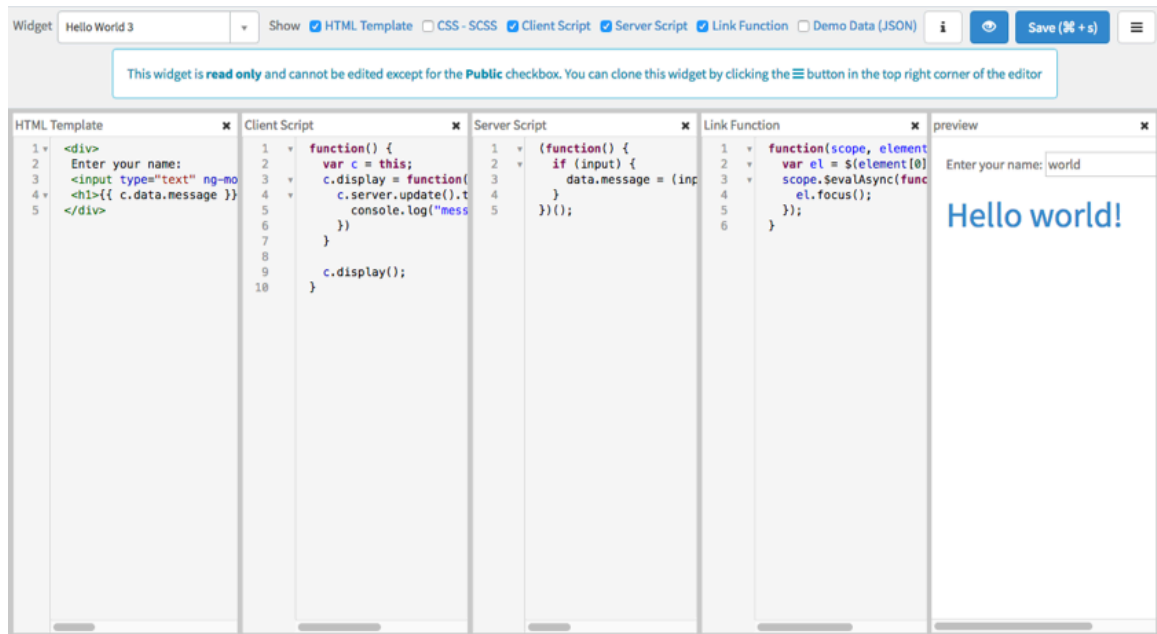 Widget Hello World 3 Show HTML Template CSS - SCSS Client Script Server Script Link Function Demo Data (JSON) i Save (⌘ + s)
This widget is read only and cannot be edited except for the Public checkbox. You can clone this widget by clicking the ☰ button in the top right corner of the editor
HTML Template
1 <div>
2 Enter your name:
3 <input type="text" ng-mo
4 <h1>{{ c.data.message }}
5 </div>
Client Script
1 function() {
2 var c = this;
3 c.display = function(
4 c.server.update().t
5 console.log("mess
6 })
7 }
8
9 c.display();
10 }
Server Script
1 (function() {
2 if (input) {
3 data.message = (inp
4 }
5 })();
Link Function
1 function(scope, element
2 var el = $(element[0]
3 scope.$evalAsync(func
4 el.focus();
5 });
6 }
preview
Enter your name: world
Hello world!